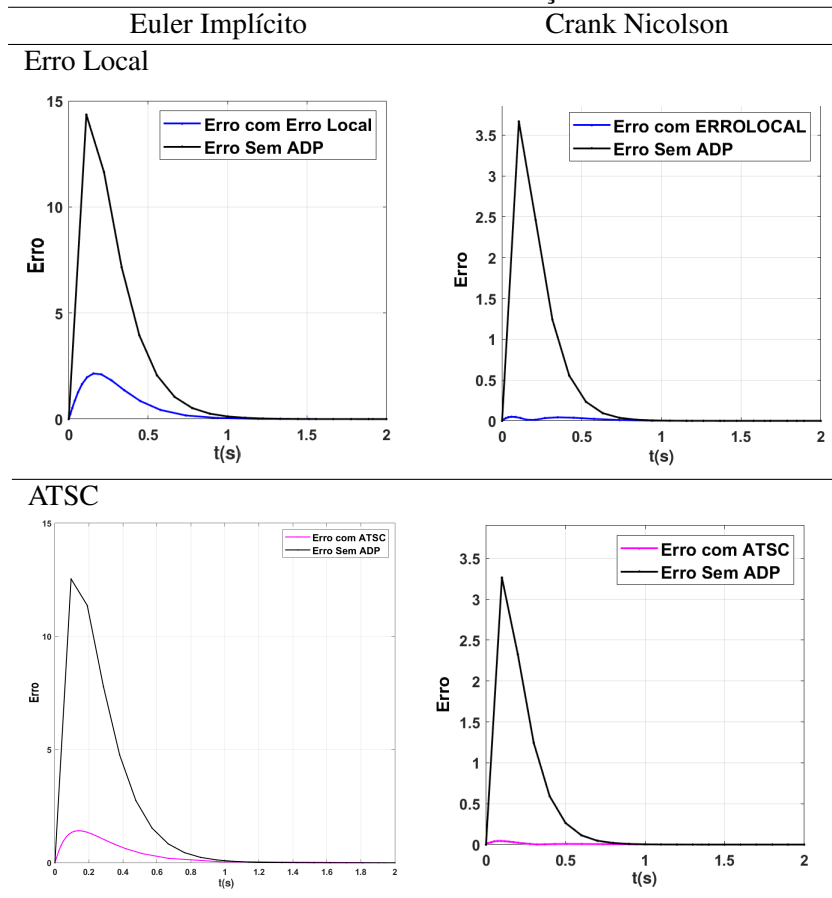 Euler Implícito Crank Nicolson
Erro Local
Erro com Erro Local
Erro Sem ADP
15
10
5
0
Erro
0 0.5 1 1.5 2
t(s)
Erro com ERROLOCAL
Erro Sem ADP
3.5
3
2.5
2
1.5
1
0.5
0
Erro
0 0.5 1 1.5 2
t(s)
ATSC
Erro com ATSC
Erro Sem ADP
15
10
5
0
Erro
0 0.2 0.4 0.6 0.8 1 1.2 1.4 1.6 1.8 2
t(s)
Erro com ATSC
Erro Sem ADP
3.5
3
2.5
2
1.5
1
0.5
0
Erro
0 0.5 1 1.5 2
t(s)